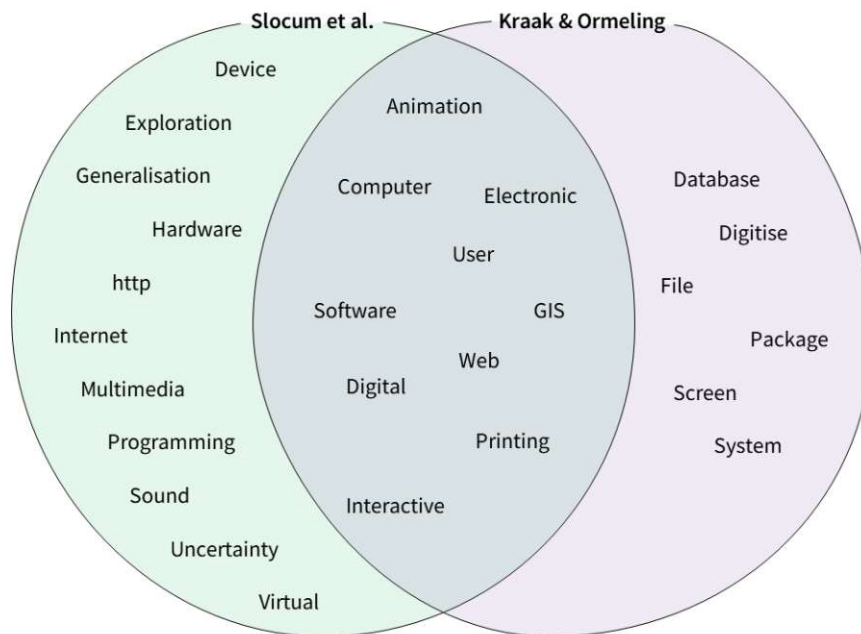 Slocum et al.
Kraak & Ormeling
Device
Exploration
Generalisation
Hardware
http
Internet
Multimedia
Programming
Sound
Uncertainty
Virtual
Animation
Computer
Electronic
User
Software
GIS
Web
Digital
Printing
Interactive
Database
Digitise
File
Package
Screen
System